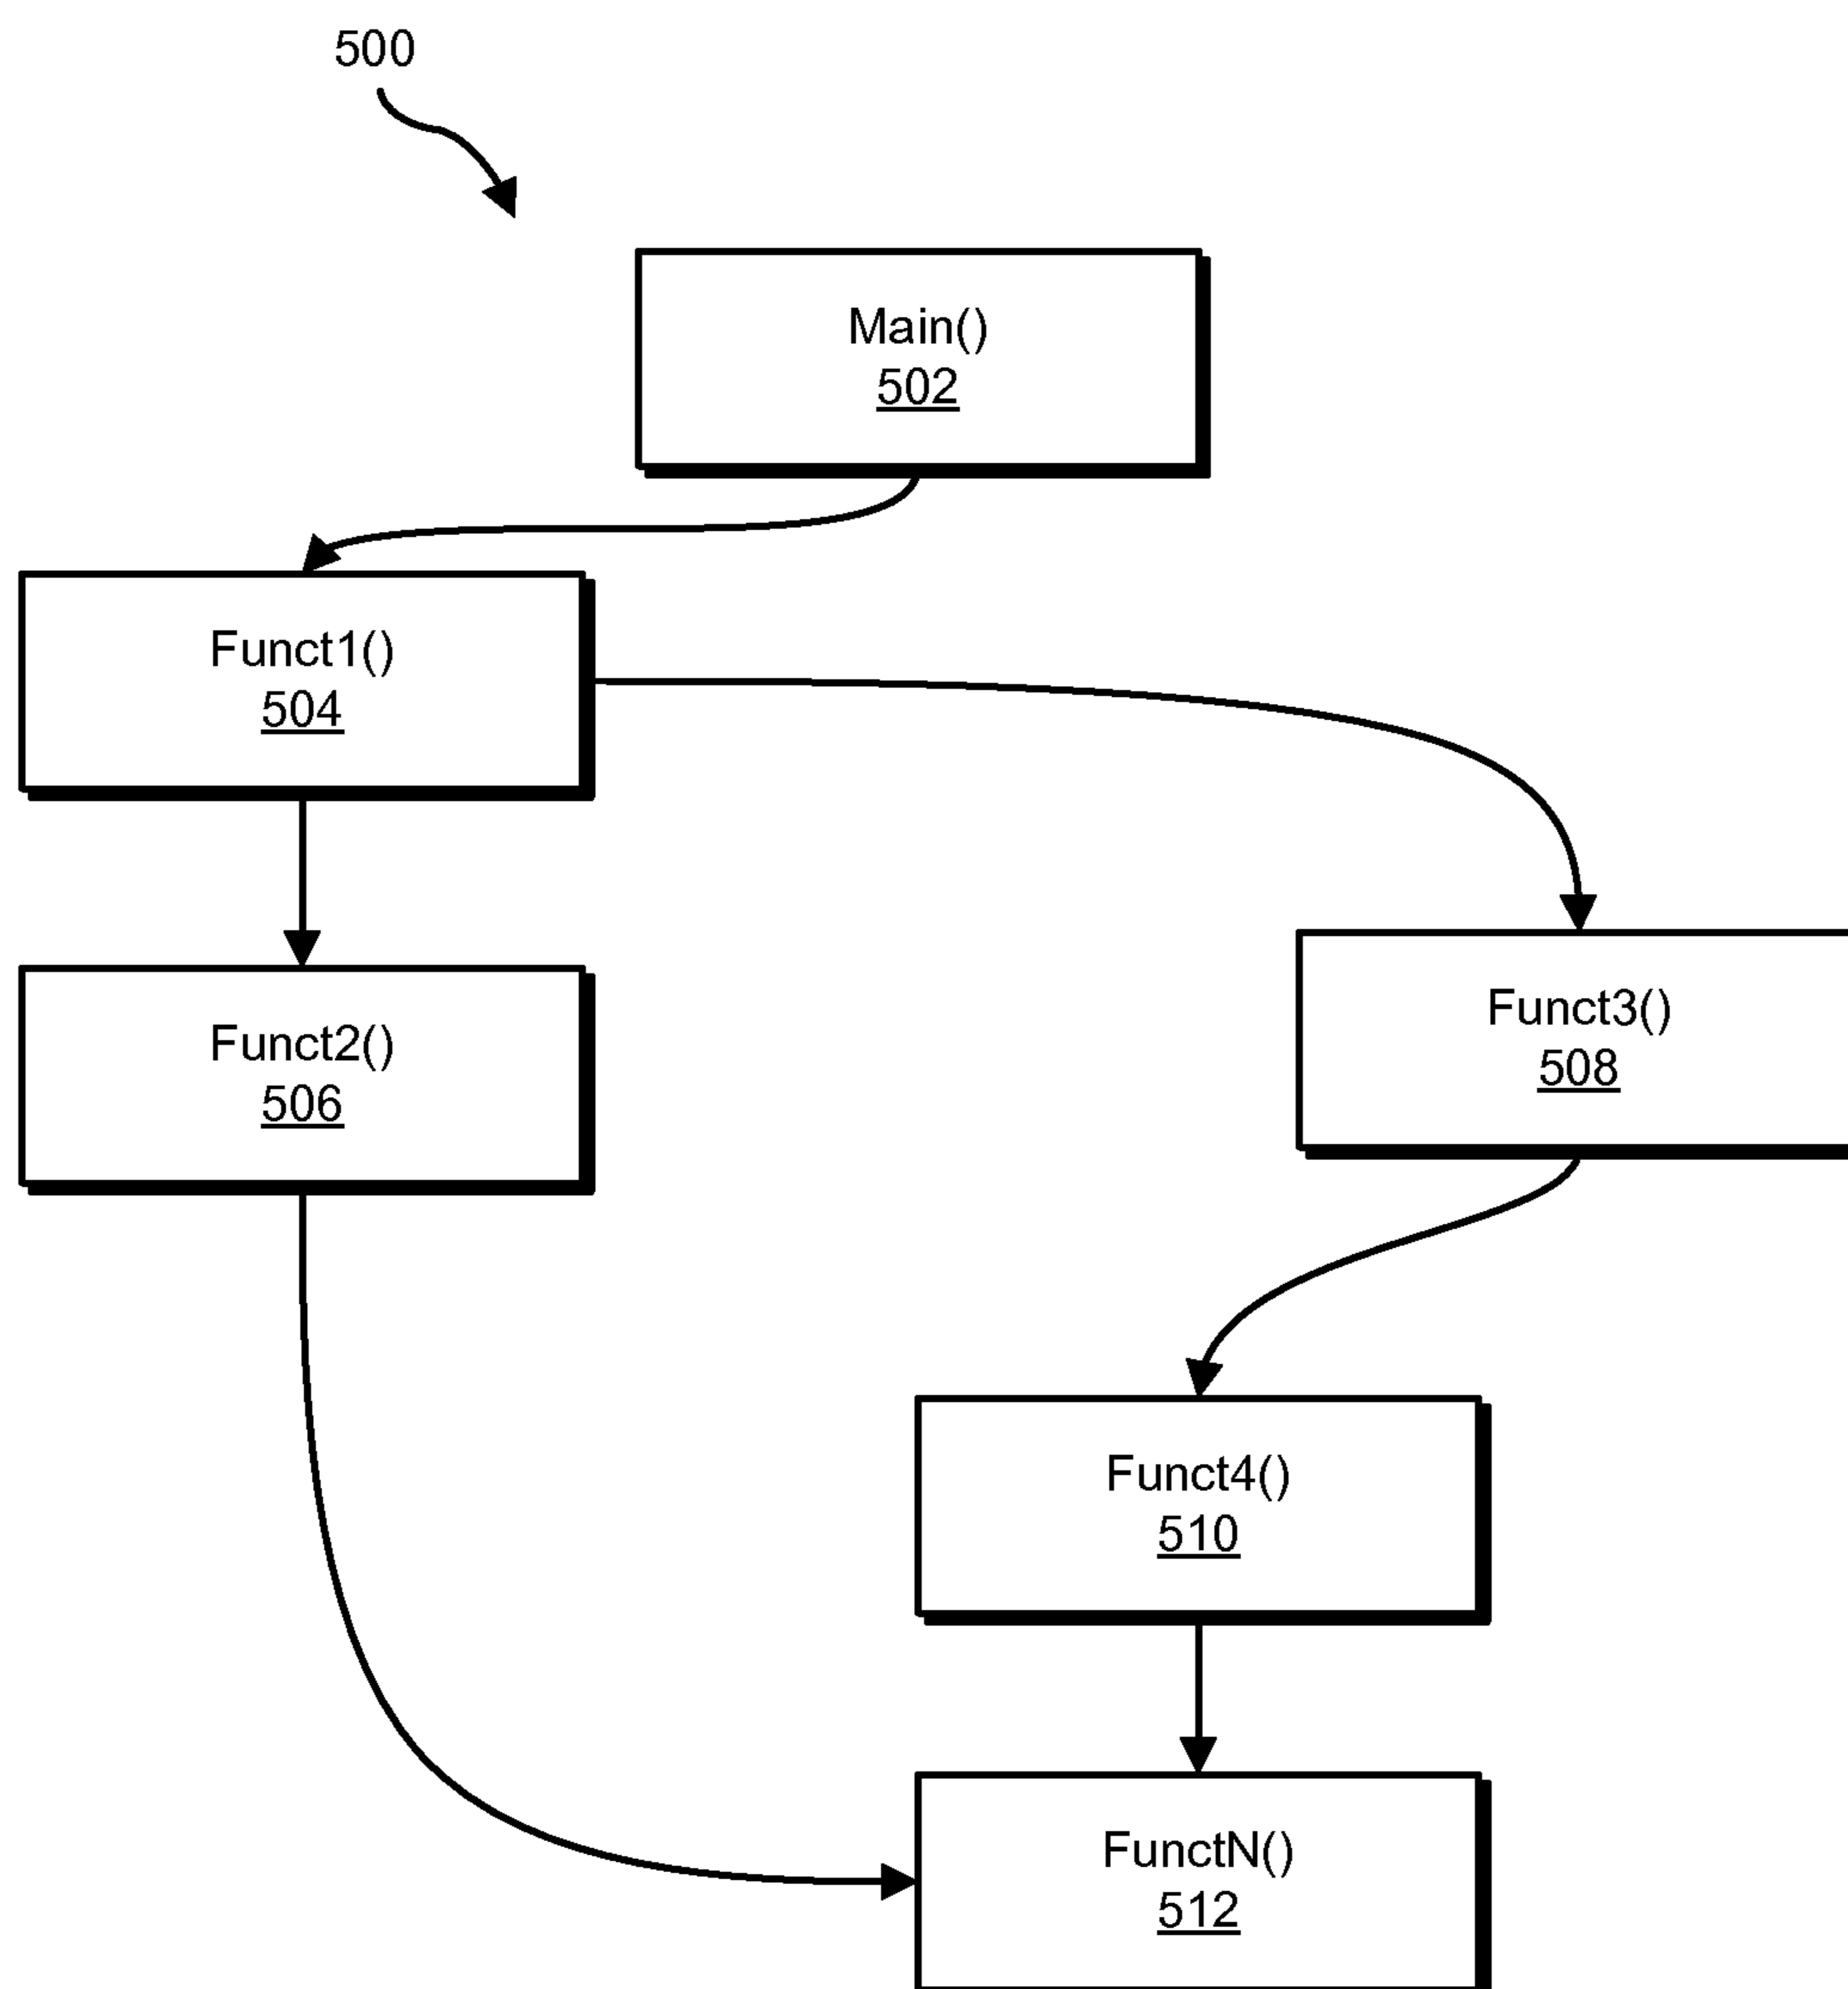 500
Main()
502
Funct1()
504
Funct2()
506
Funct3()
508
Funct4()
510
FunctN()
512